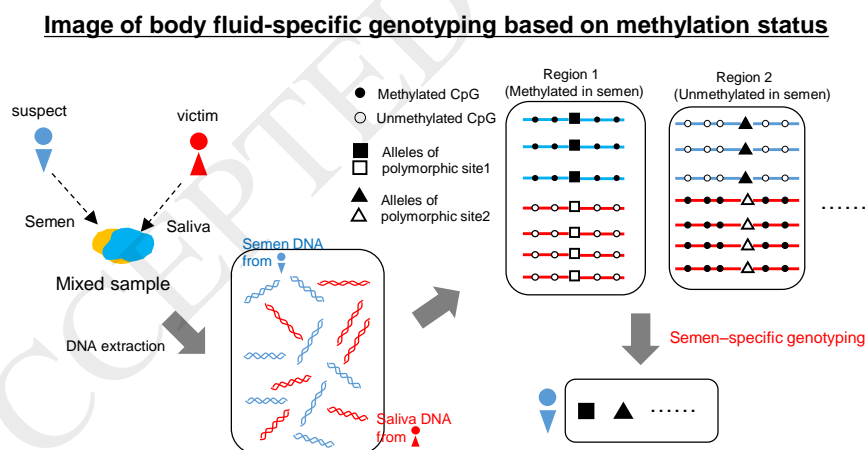 Image of body fluid-specific genotyping based on methylation status
suspect
victim
Semen
Saliva
Mixed sample
DNA extraction
Semen DNA
from
Saliva DNA
from
Methylated CpG
Unmethylated CpG
Alleles of
polymorphic site1
Alleles of
polymorphic site2
Region 1
(Methylated in semen)
Region 2
(Unmethylated in semen)
……
Semen–specific genotyping
……
CCEPTED